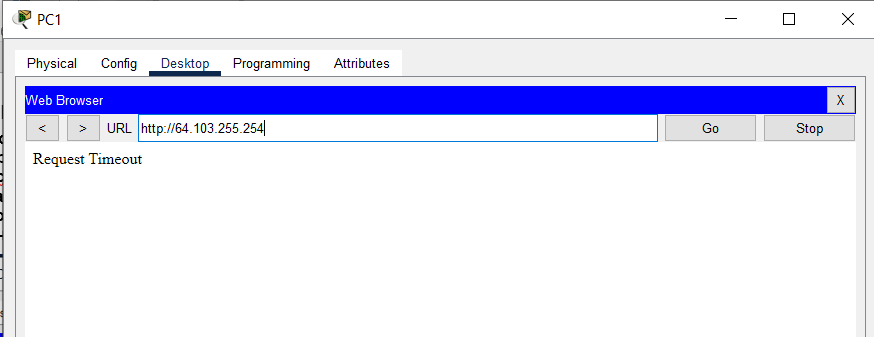 PC1
Physical Config Desktop Programming Attributes
Web Browser X
< > URL http://64.103.255.254 Go Stop
Request Timeout